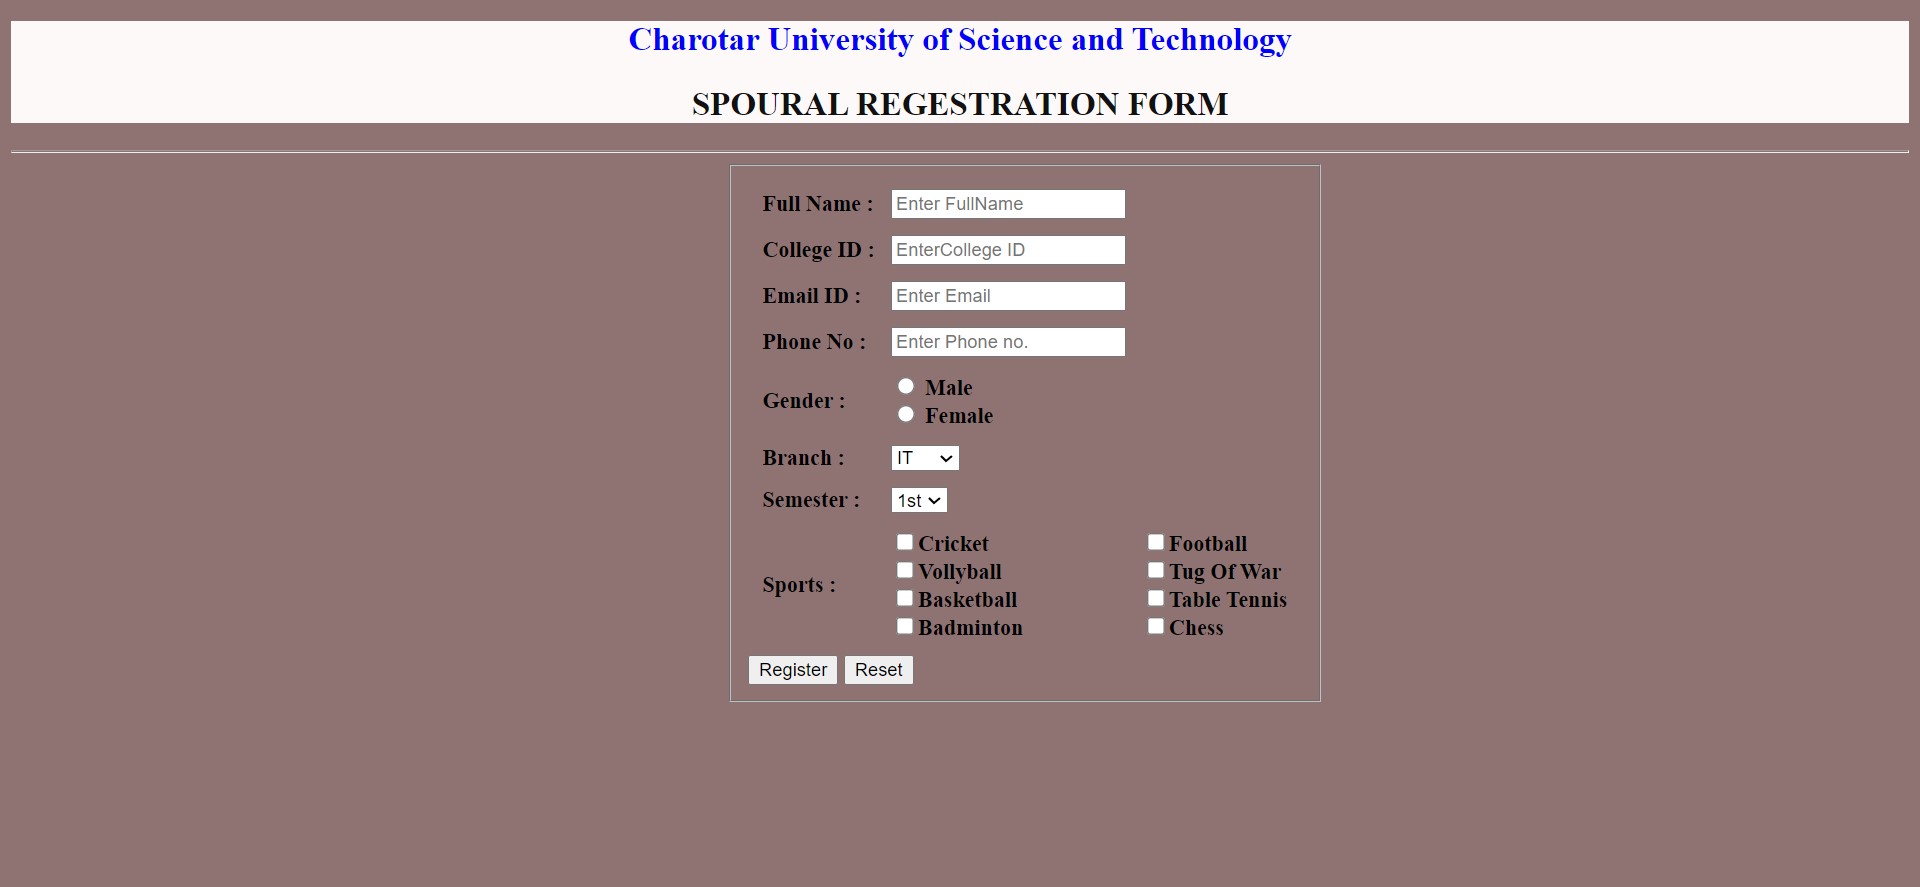 Charotar University of Science and Technology
SPOURAL REGESTRATION FORM
Full Name : Enter FullName
College ID : EnterCollege ID
Email ID : Enter Email
Phone No : Enter Phone no.
Gender :
Male
Female
Branch : IT
Semester : 1st
Sports :
Cricket Football
Vollyball Tug Of War
Basketball Table Tennis
Badminton Chess
Register Reset